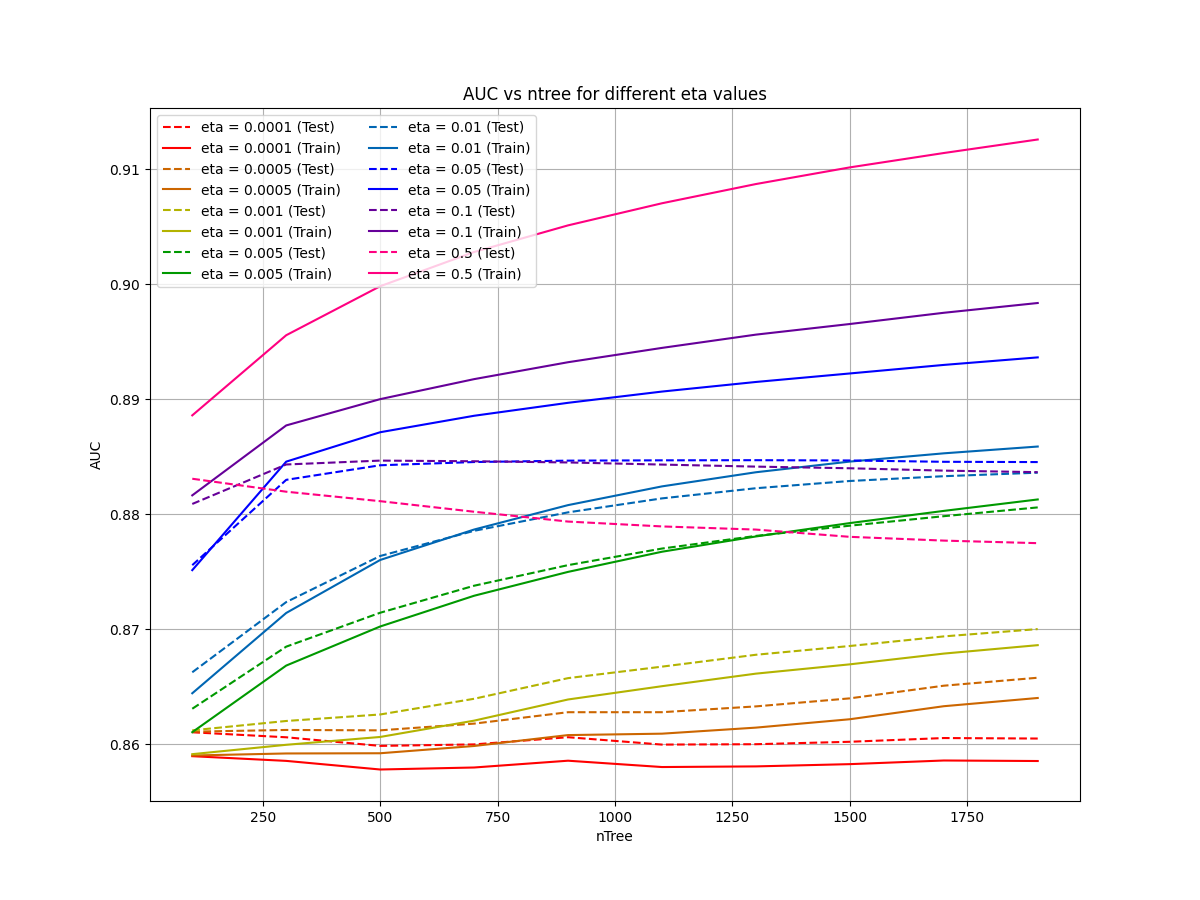 AUC vs ntree for different eta values
eta = 0.0001 (Test)
eta = 0.0001 (Train)
eta = 0.0005 (Test)
eta = 0.0005 (Train)
eta = 0.001 (Test)
eta = 0.001 (Train)
eta = 0.005 (Test)
eta = 0.005 (Train)
eta = 0.01 (Test)
eta = 0.01 (Train)
eta = 0.05 (Test)
eta = 0.05 (Train)
eta = 0.1 (Test)
eta = 0.1 (Train)
eta = 0.5 (Test)
eta = 0.5 (Train)
AUC
0.91
0.90
0.89
0.88
0.87
0.86
250 500 750 1000 1250 1500 1750
nTree